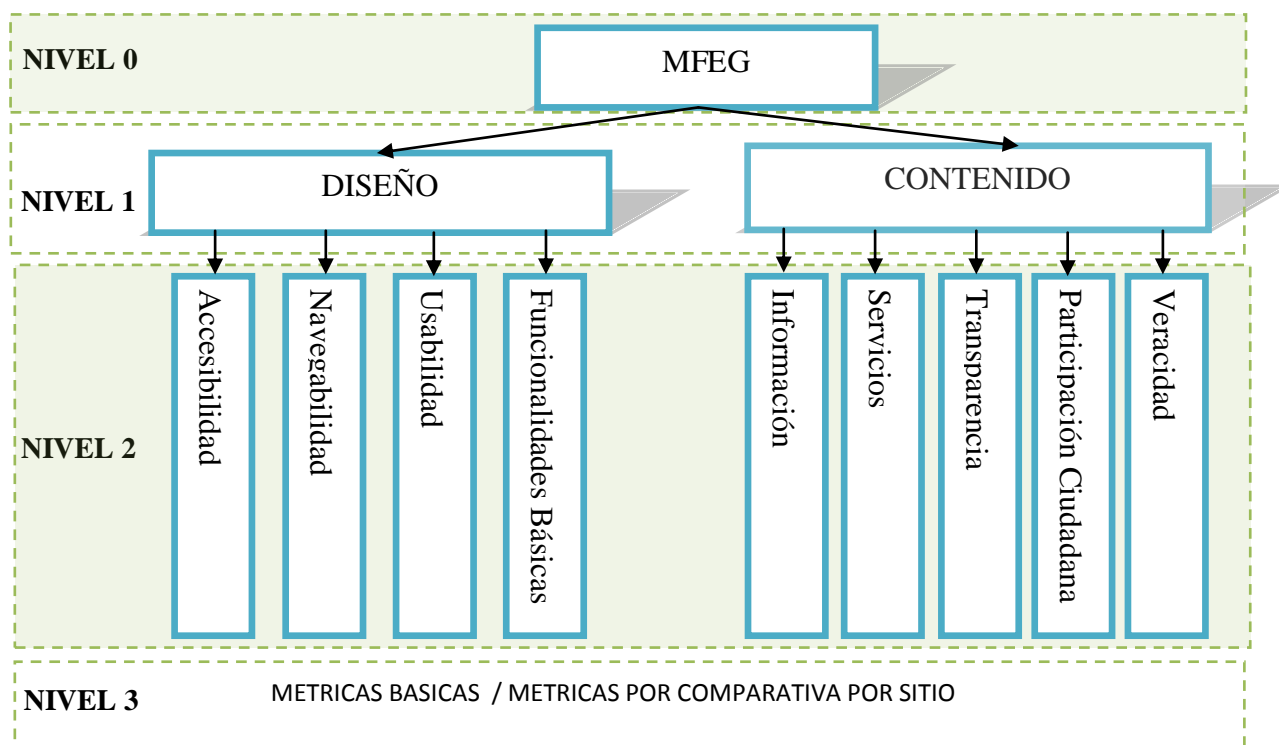 NIVEL 0
MFEG
NIVEL 1
DISEÑO
CONTENIDO
NIVEL 2
Accesibilidad
Navegabilidad
Usabilidad
Funcionalidades Básicas
Información
Servicios
Transparencia
Participación Ciudadana
Veracidad
NIVEL 3
METRICAS BASICAS / METRICAS POR COMPARATIVA POR SITIO